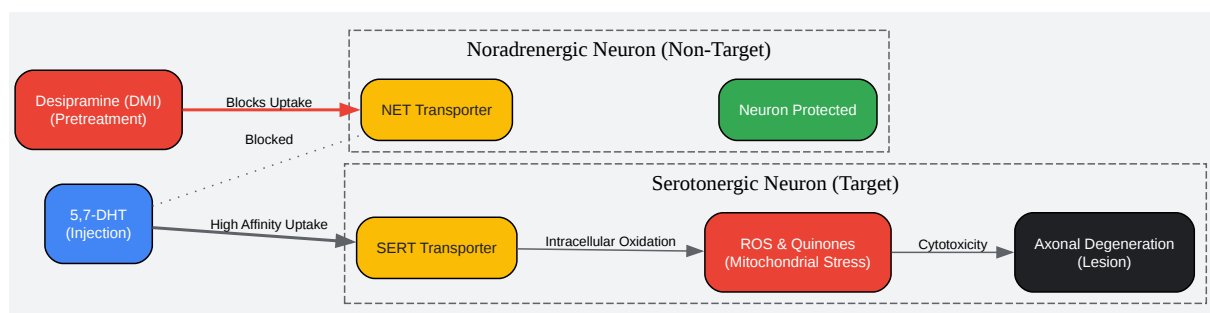 Noradrenergic Neuron (Non-Target)
Desipramine (DMI)
(Pretreatment)
Blocks Uptake
NET Transporter
Neuron Protected
Blocked
Serotonergic Neuron (Target)
5,7-DHT
(Injection)
High Affinity Uptake
SERT Transporter
Intracellular Oxidation
ROS & Quinones
(Mitochondrial Stress)
Cytotoxicity
Axonal Degeneration
(Lesion)